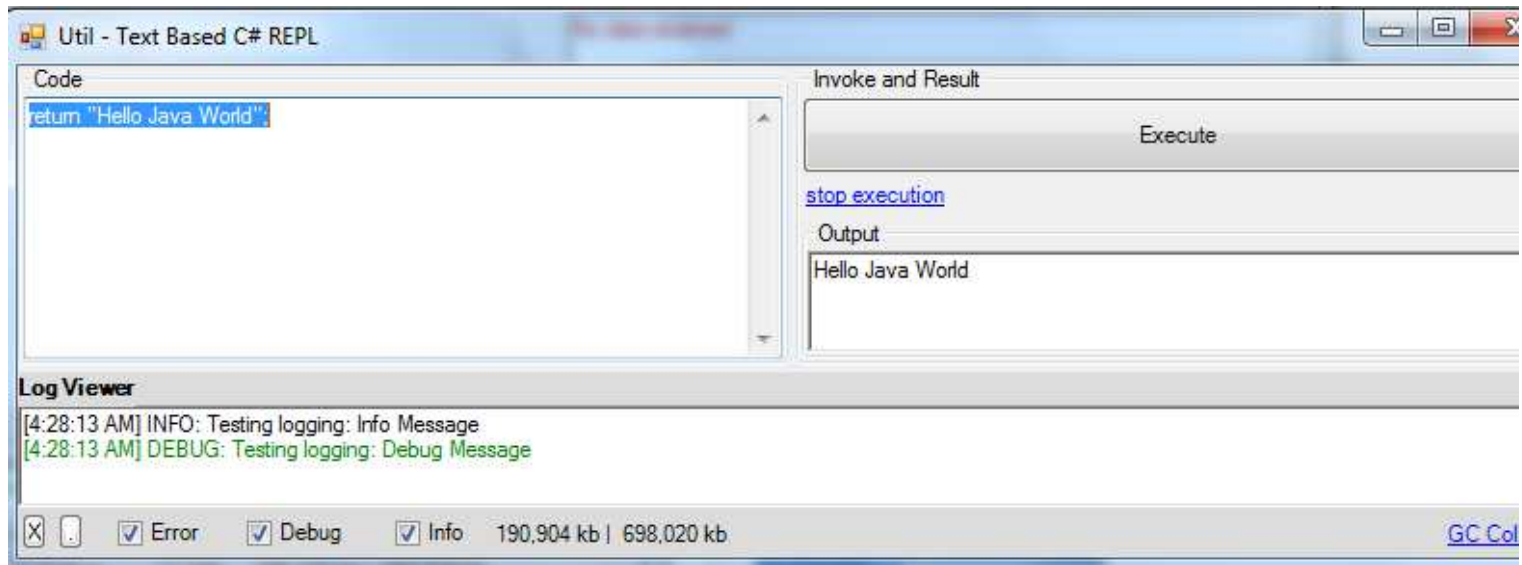 Util - Text Based C# REPL
Code
return "Hello Java World";
Invoke and Result
Execute
stop execution
Output
Hello Java World
Log Viewer
[4:28:13 AM] INFO: Testing logging: Info Message
[4:28:13 AM] DEBUG: Testing logging: Debug Message
X . Error Debug Info 190,904 kb | 698,020 kb GC Col